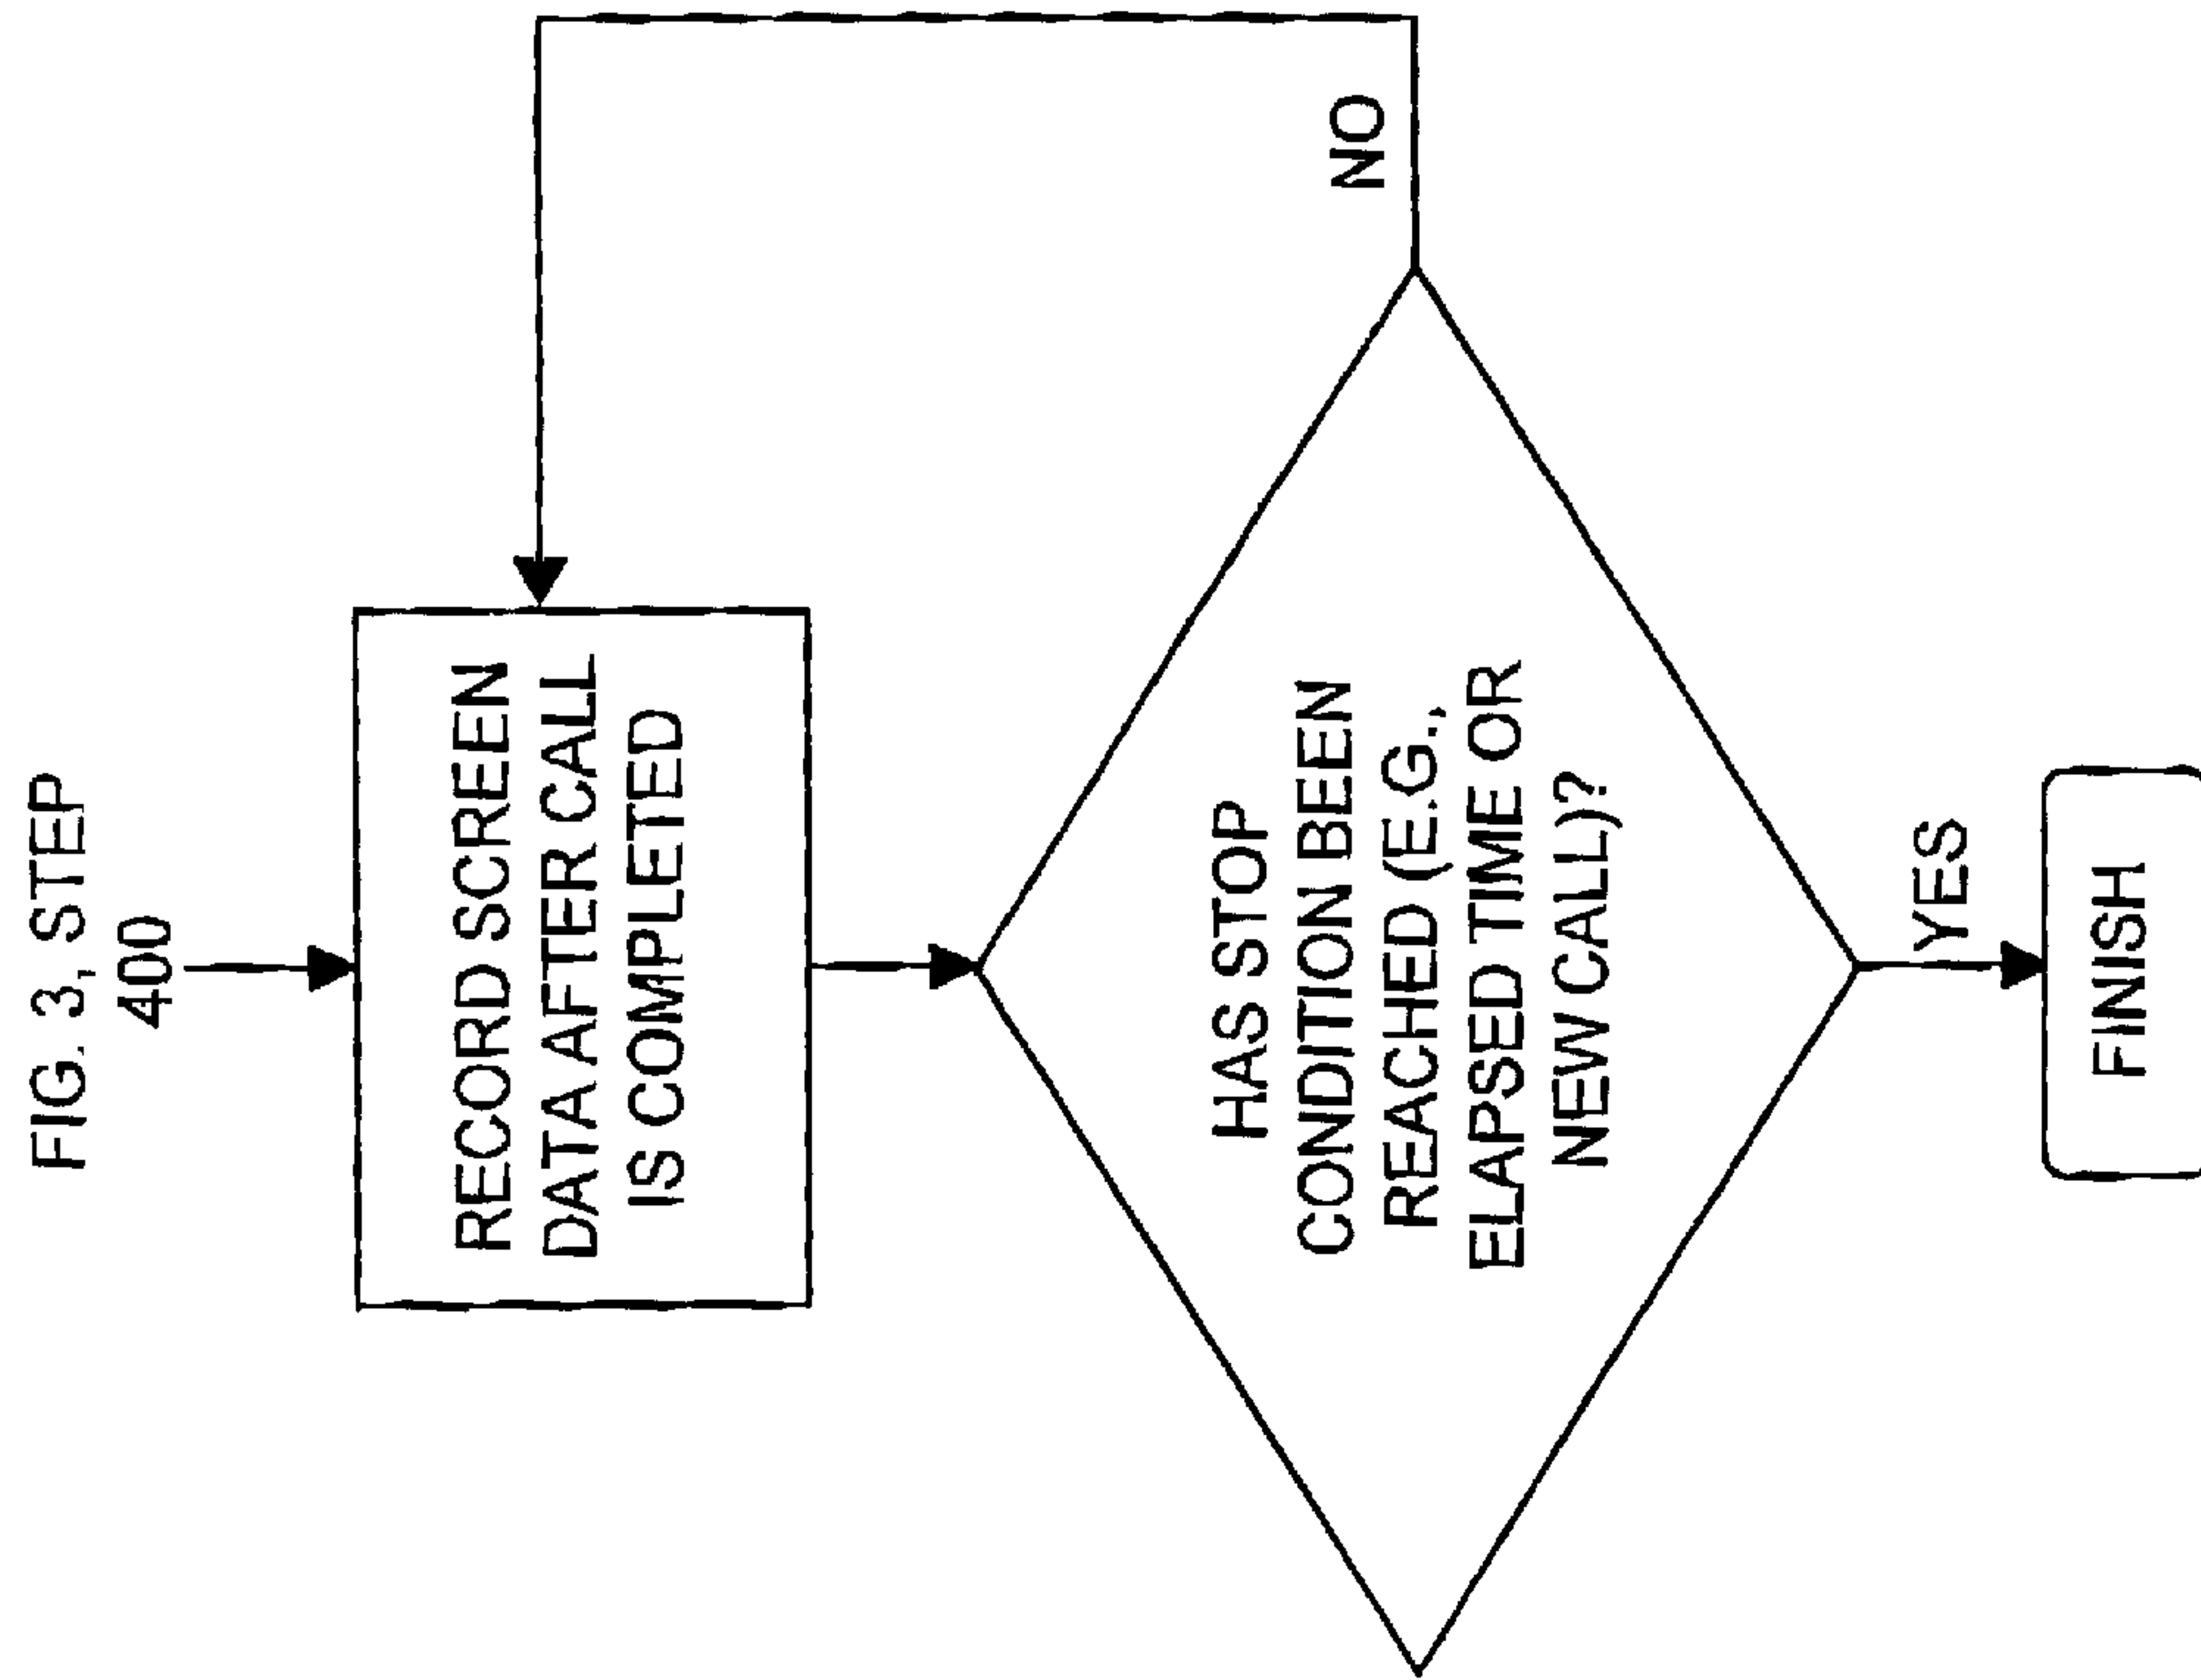 FIG. 3, STEP
400
RECORD SCREEN
DATA AFTER CALL
IS COMPLETED
HAS STOP
CONDITION BEEN
REACHED (E.G.,
ELAPSED TIME OR
NEW CALL)?
NO
YES
FINISH